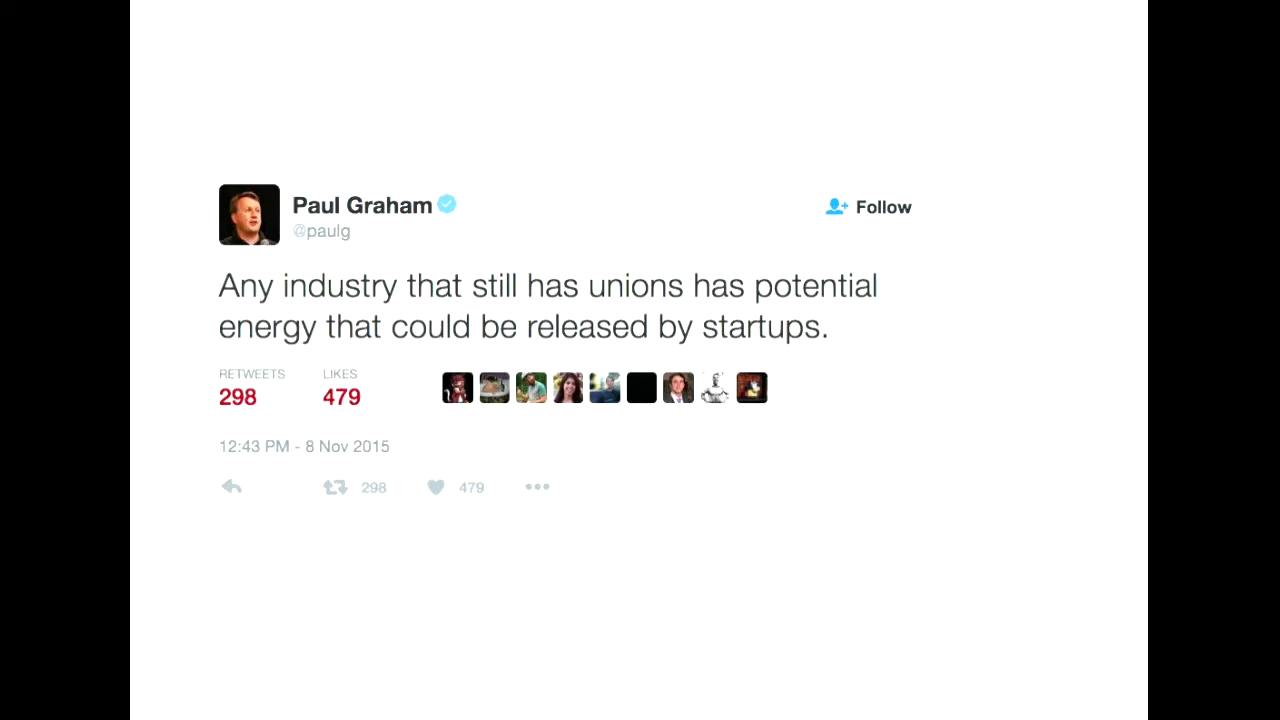 Paul Graham
@paulg
Follow
Any industry that still has unions has potential
energy that could be released by startups.
RETWEETS LIKES
298 479
12:43 PM - 8 Nov 2015
298 479